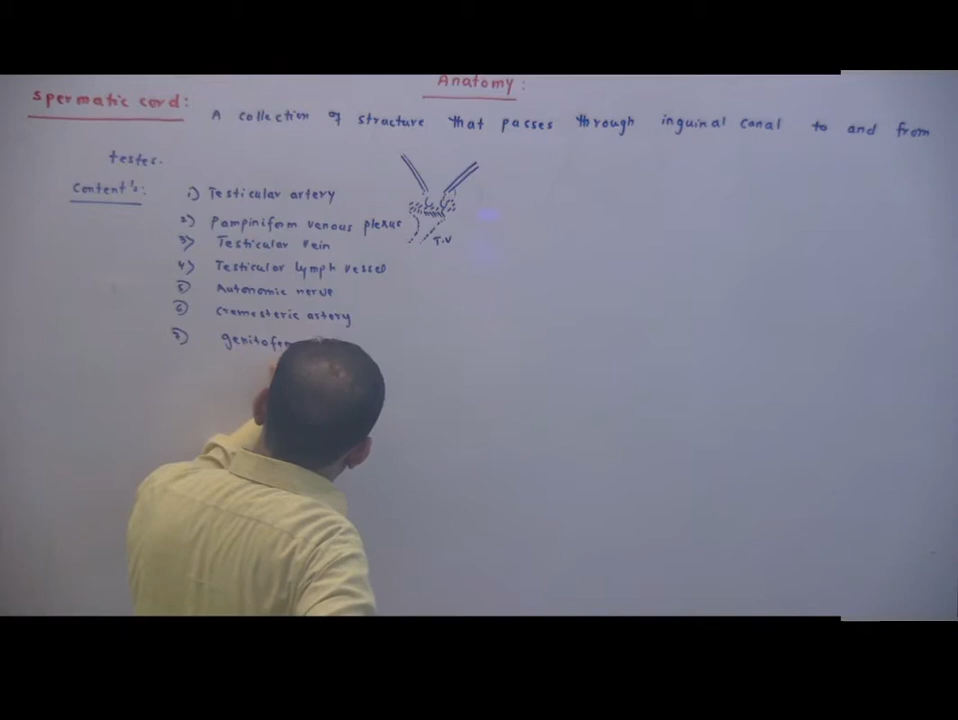 Anatomy:
Spermatic cord: A collection of structure that passes through inguinal canal to and from
testes.
Content's:
1) Testicular artery
2) Pampiniform venous plexus
3) Testicular vein
T.V
4) Testicular lymph vessel
5) Autonomic nerve
6) Cremasteric artery
7)